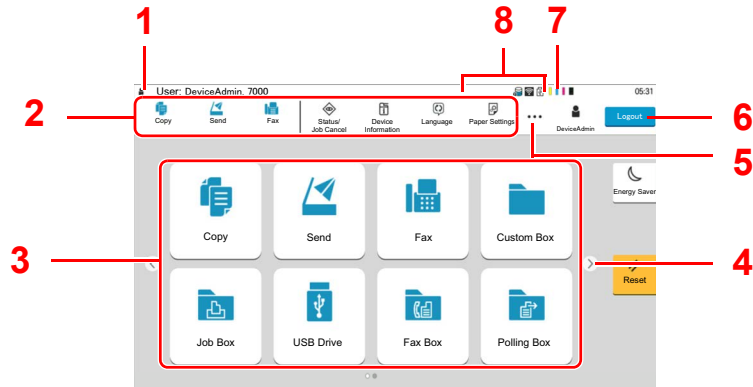 1
8
7
User: DeviceAdmin. 7000
05:31
2
Copy
Send
Fax
Status/
Job Cancel
Device
Information
Language
Paper Settings
...
DeviceAdmin
Logout
6
5
Energy Saver
Copy
Send
Fax
Custom Box
3
4
Reset
Job Box
USB Drive
Fax Box
Polling Box